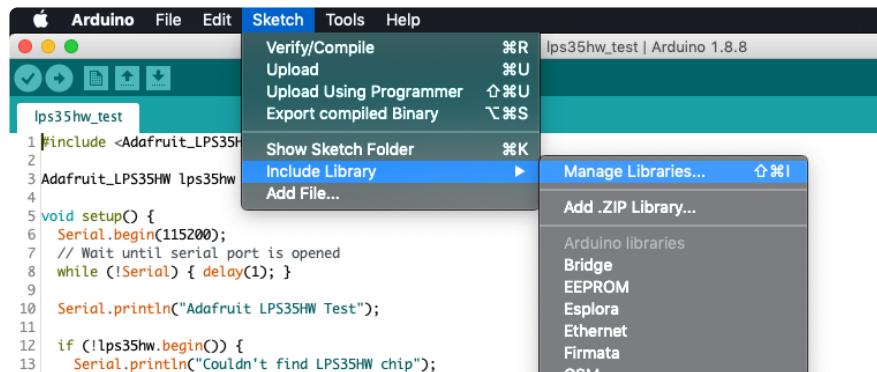 Arduino File Edit Sketch Tools Help
lps35hw_test | Arduino 1.8.8
Verify/Compile ⌘R
Upload ⌘U
Upload Using Programmer ⇧⌘U
Export compiled Binary ⌥⌘S
Show Sketch Folder ⌘K
Include Library ▶
Add File...
Manage Libraries... ⇧⌘I
Add .ZIP Library...
Arduino libraries
Bridge
EEPROM
Esplora
Ethernet
Firmata
lps35hw_test
1 #include <Adafruit_LPS35H
2
3 Adafruit_LPS35HW lps35hw
4
5 void setup() {
6 Serial.begin(115200);
7 // Wait until serial port is opened
8 while (!Serial) { delay(1); }
9
10 Serial.println("Adafruit LPS35HW Test");
11
12 if (!lps35hw.begin()) {
13 Serial.println("Couldn't find LPS35HW chip");